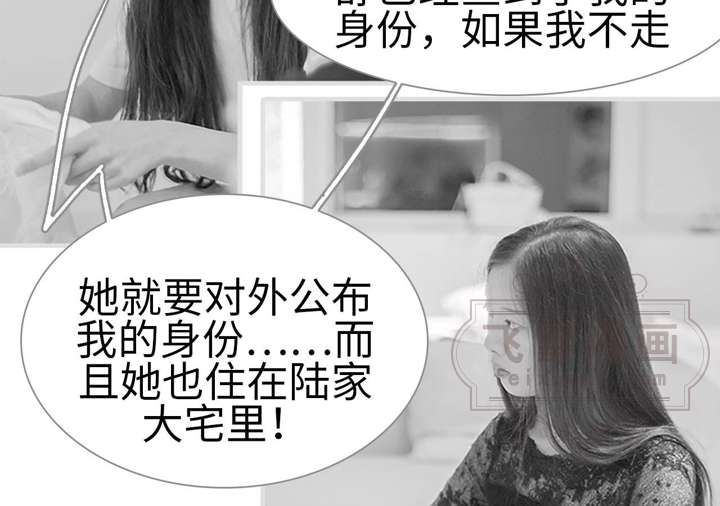 身份，如果我不走
她就要对外公布
我的身份……而
且她也住在陆家
大宅里！